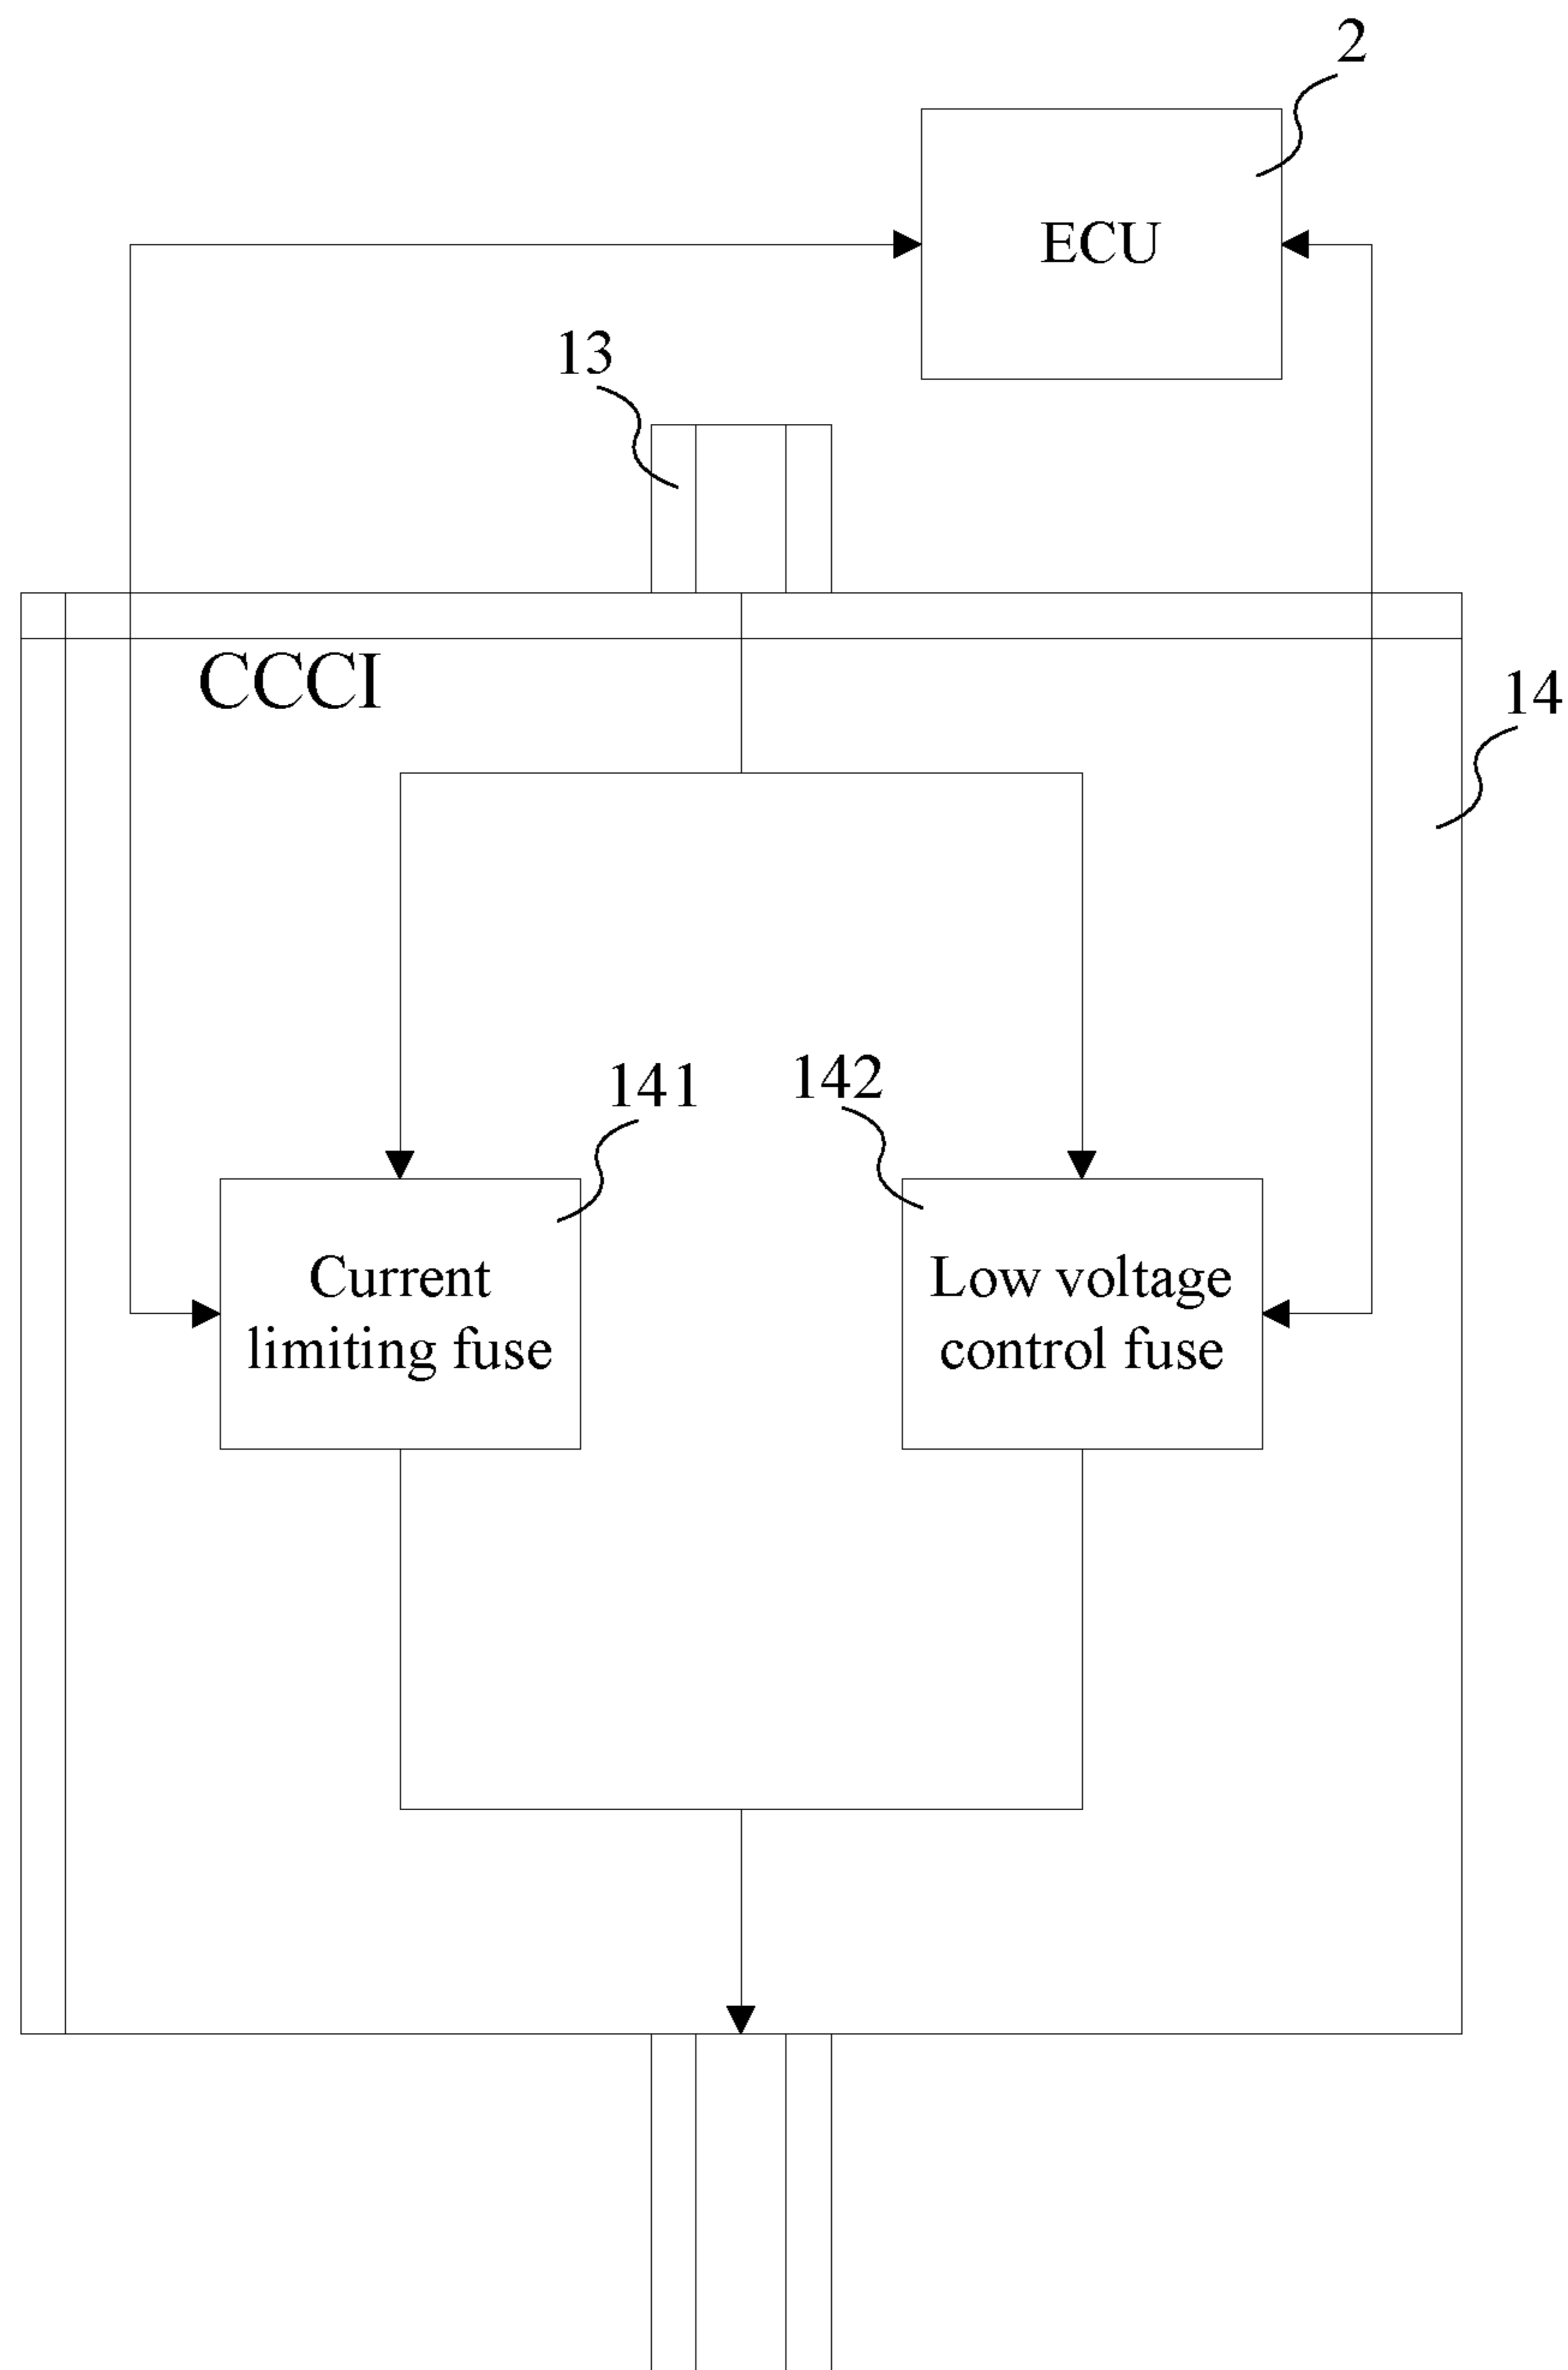 2
ECU
13
CCCI
14
141
142
Current
limiting fuse
Low voltage
control fuse